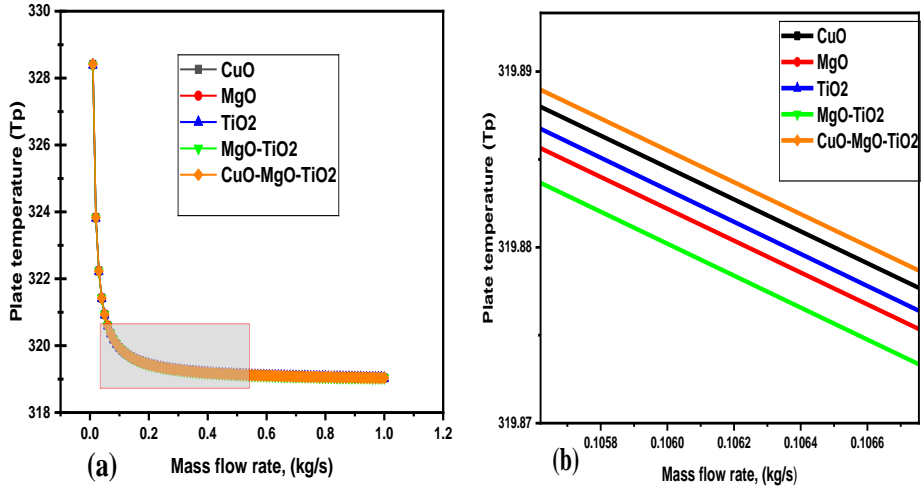 330
328
326
324
322
320
318
Plate temperature (Tp)
CuO
MgO
TiO2
MgO-TiO2
CuO-MgO-TiO2
0.0 0.2 0.4 0.6 0.8 1.0 1.2
(a)
Mass flow rate, (kg/s)
319.89
319.88
319.87
Plate temperature (Tp)
CuO
MgO
TiO2
MgO-TiO2
CuO-MgO-TiO2
0.1058 0.1060 0.1062 0.1064 0.1066
Mass flow rate, (kg/s)
(b)